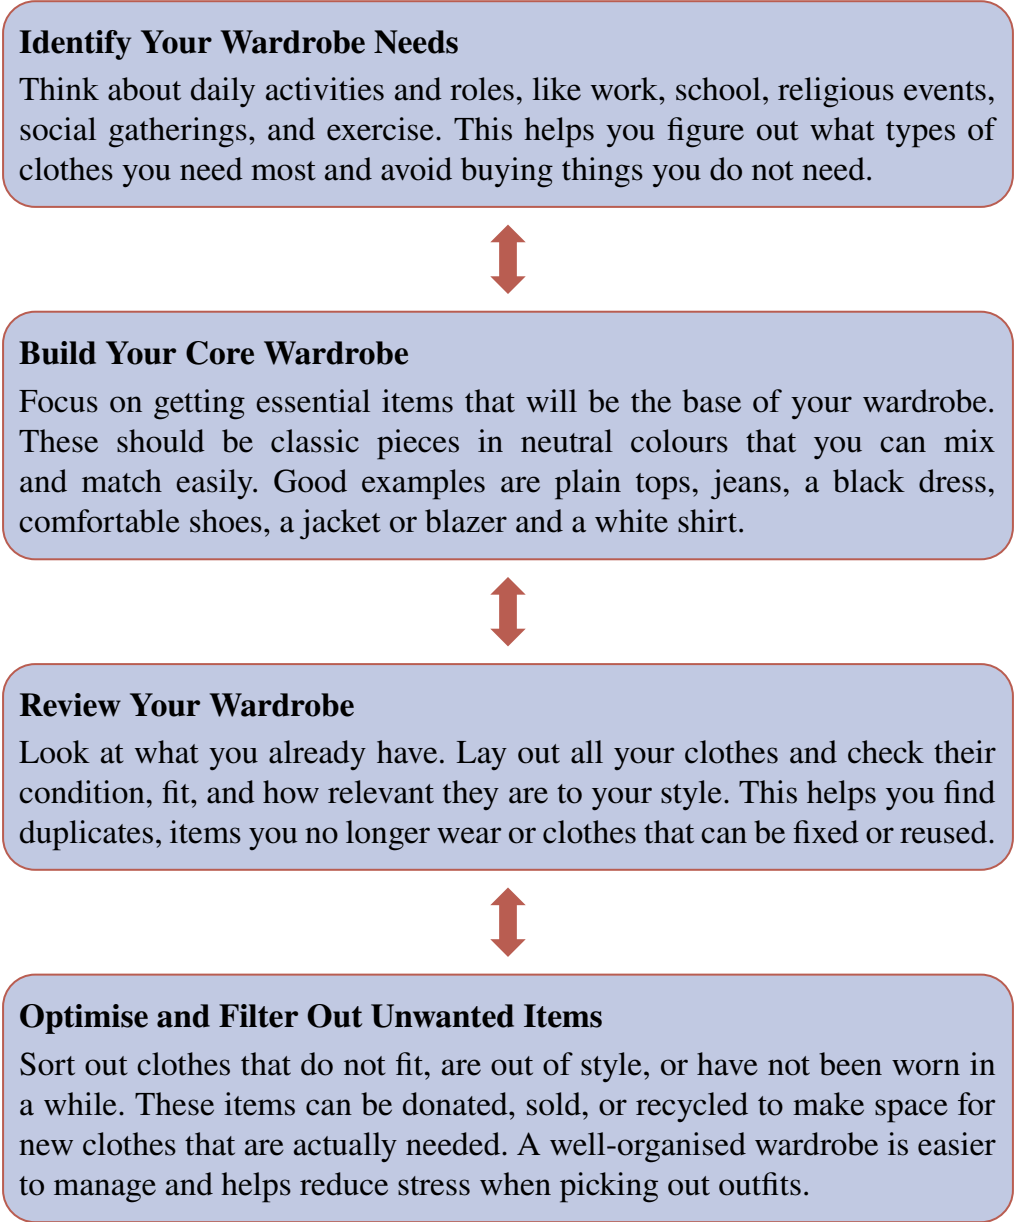 Identify Your Wardrobe Needs
Think about daily activities and roles, like work, school, religious events,
social gatherings, and exercise. This helps you figure out what types of
clothes you need most and avoid buying things you do not need.
Build Your Core Wardrobe
Focus on getting essential items that will be the base of your wardrobe.
These should be classic pieces in neutral colours that you can mix
and match easily. Good examples are plain tops, jeans, a black dress,
comfortable shoes, a jacket or blazer and a white shirt.
Review Your Wardrobe
Look at what you already have. Lay out all your clothes and check their
condition, fit, and how relevant they are to your style. This helps you find
duplicates, items you no longer wear or clothes that can be fixed or reused.
Optimise and Filter Out Unwanted Items
Sort out clothes that do not fit, are out of style, or have not been worn in
a while. These items can be donated, sold, or recycled to make space for
new clothes that are actually needed. A well-organised wardrobe is easier
to manage and helps reduce stress when picking out outfits.